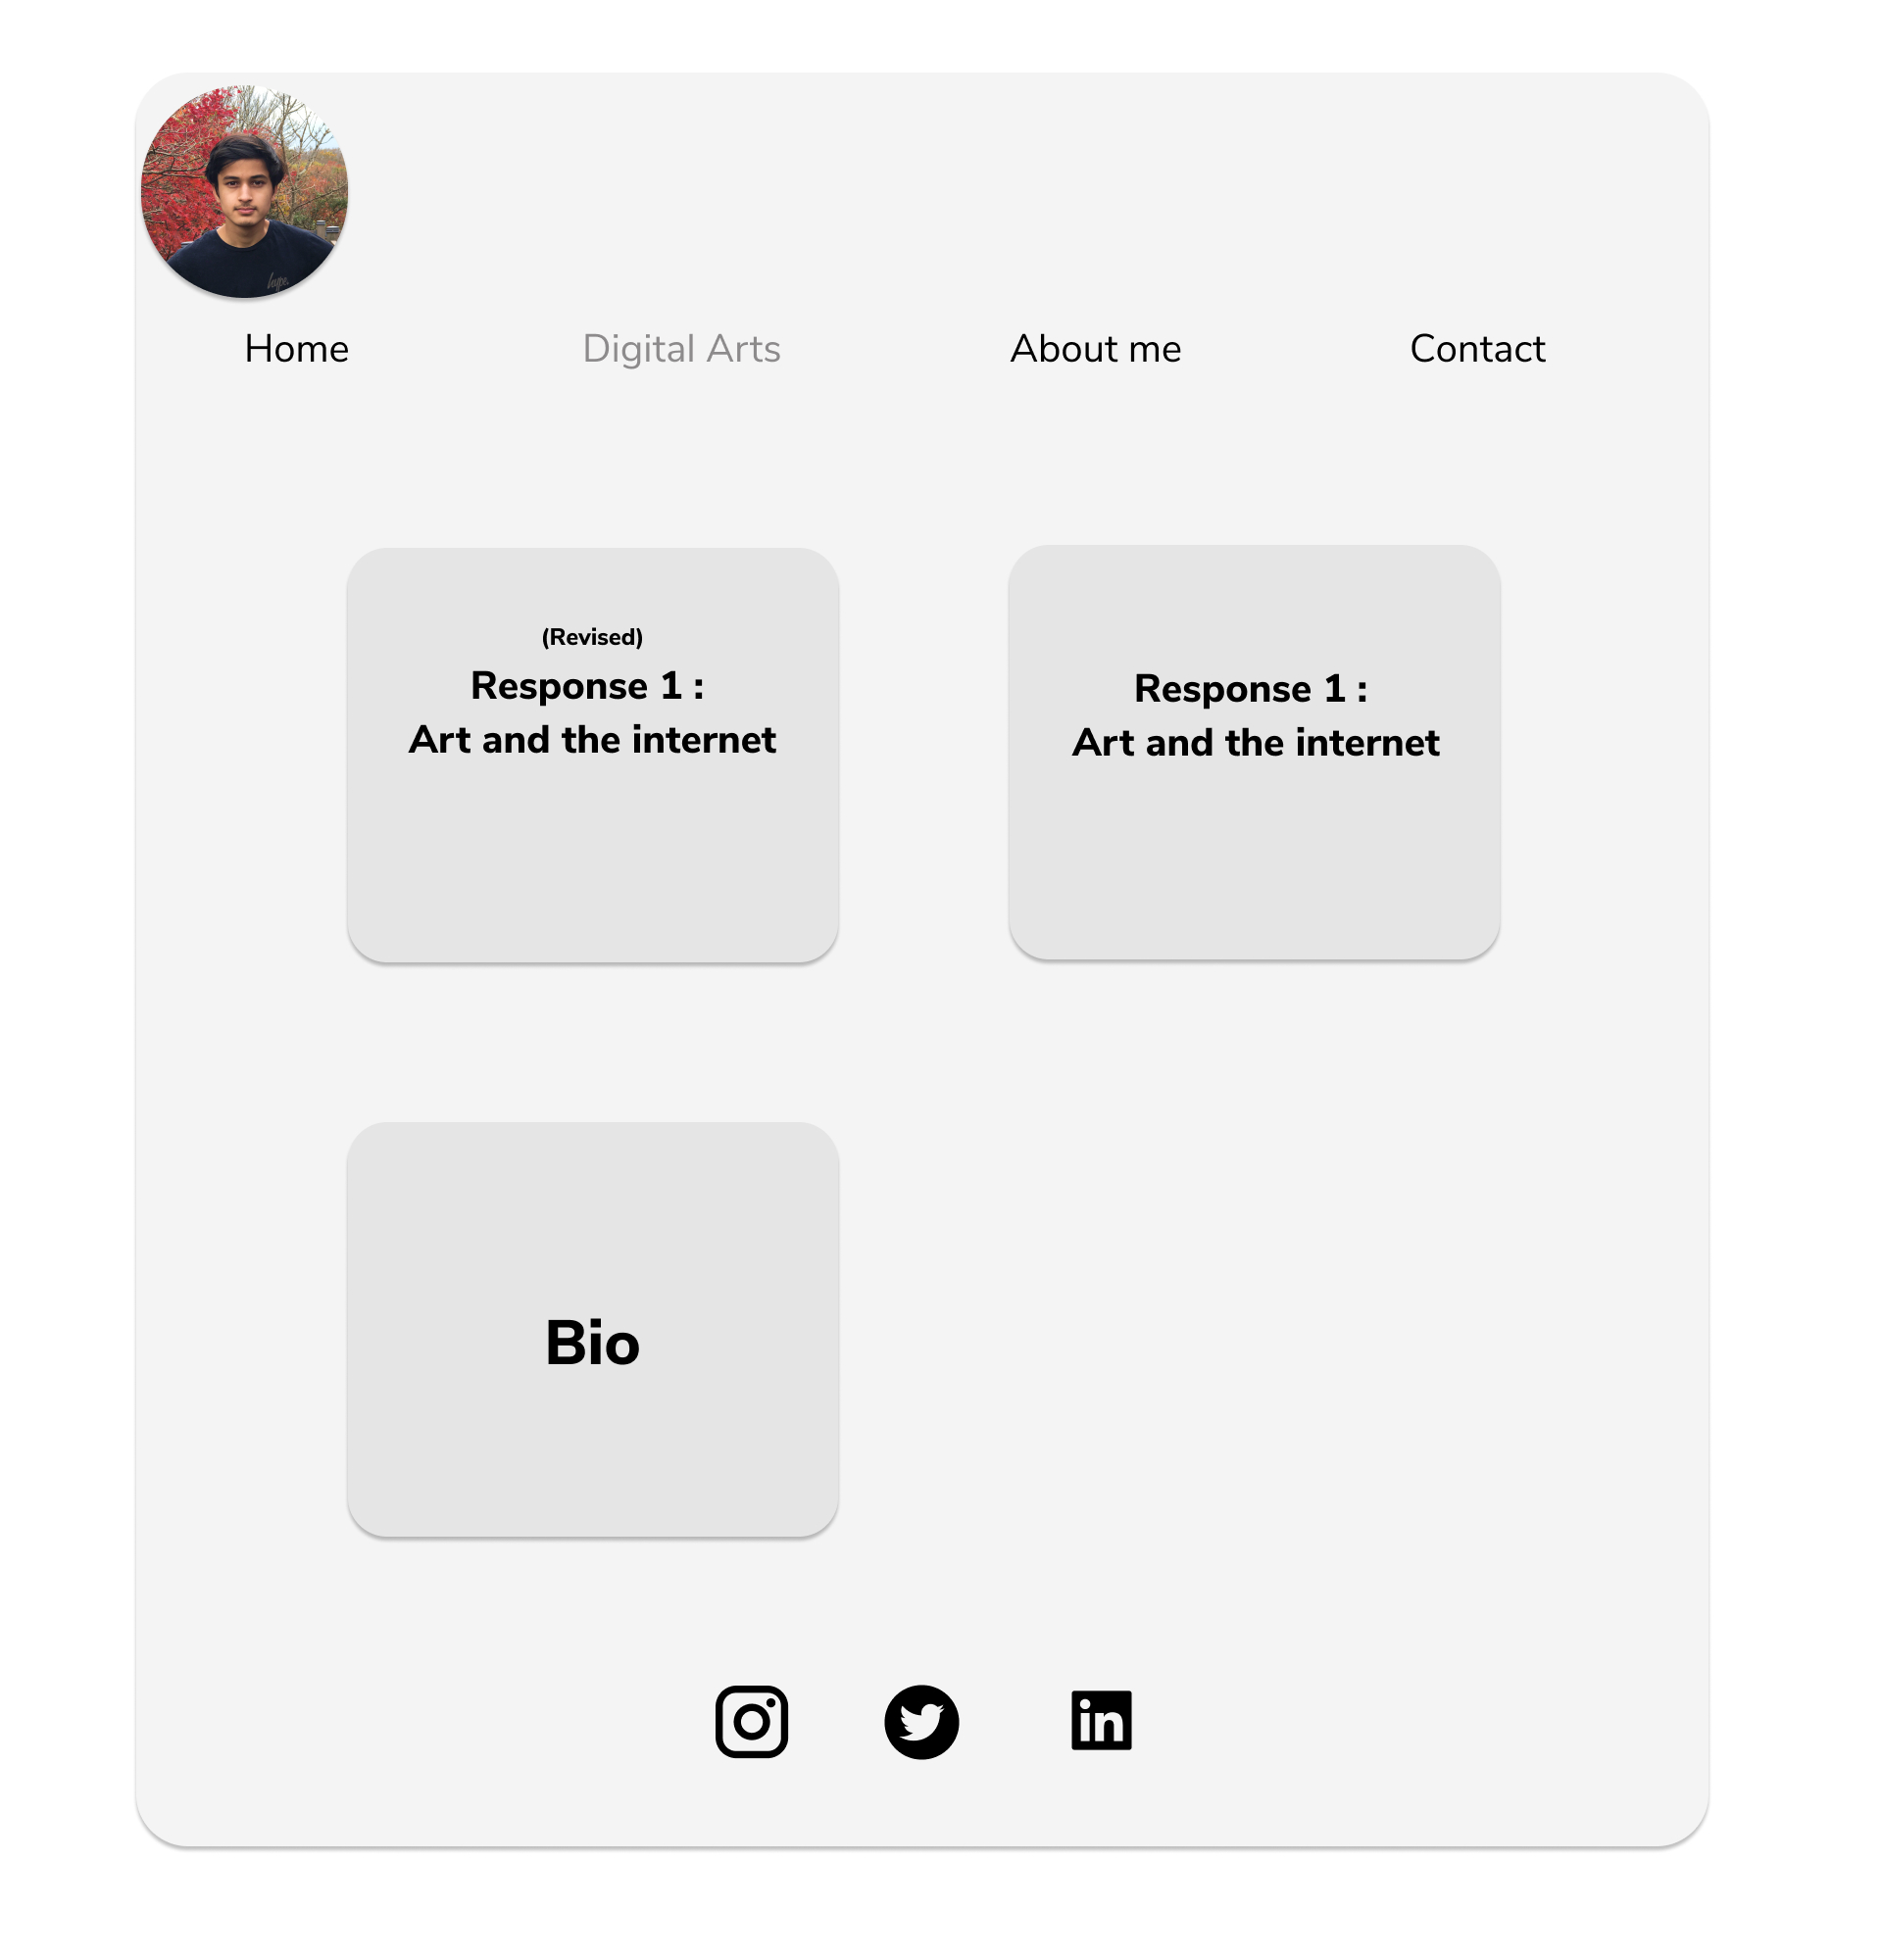 Home
Digital Arts
About me
Contact
(Revised)
Response 1 :
Art and the internet
Response 1 :
Art and the internet
Bio
in